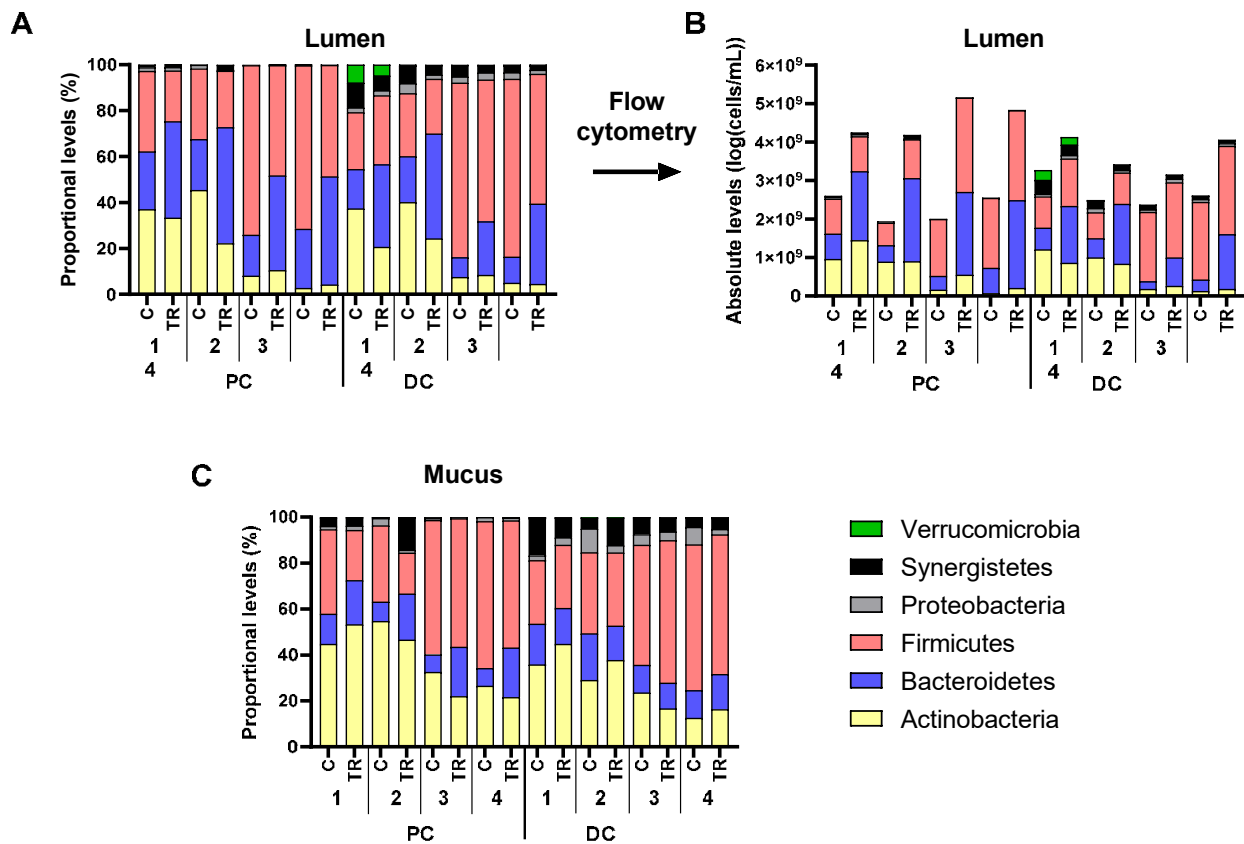 A
Lumen
Proportional levels (%)
100
80
60
40
20
0
C TR C TR C TR C TR C TR C TR C TR C TR
1 2 3 1 2 3
4 4
PC DC
Flow
cytometry
B
Lumen
Absolute levels (log(cells/mL))
6×10⁹
5×10⁹
4×10⁹
3×10⁹
2×10⁹
1×10⁹
0
C TR C TR C TR C TR C TR C TR C TR C TR
1 2 3 1 2 3
4 4
PC DC
C
Mucus
Proportional levels (%)
100
80
60
40
20
0
C TR C TR C TR C TR C TR C TR C TR C TR
1 2 3 4 1 2 3 4
PC DC
Verrucomicrobia
Synergistetes
Proteobacteria
Firmicutes
Bacteroidetes
Actinobacteria